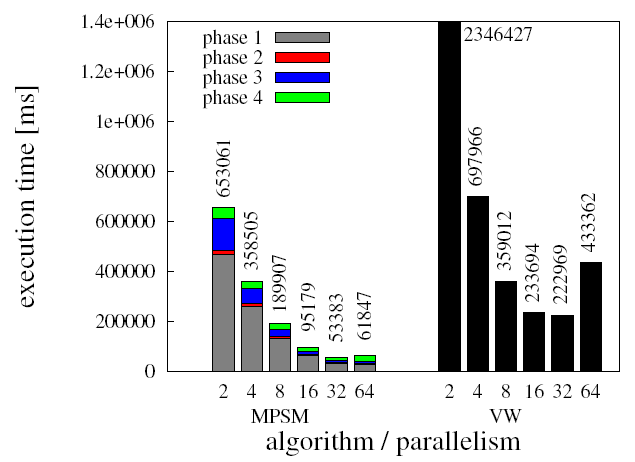 execution time [ms]
1.4e+006
1.2e+006
1e+006
800000
600000
400000
200000
0
phase 1
phase 2
phase 3
phase 4
653061
358505
189907
95179
53383
61847
2346427
697966
359012
233694
222969
433362
2 4 8 16 32 64
2 4 8 16 32 64
MPSM
VW
algorithm / parallelism